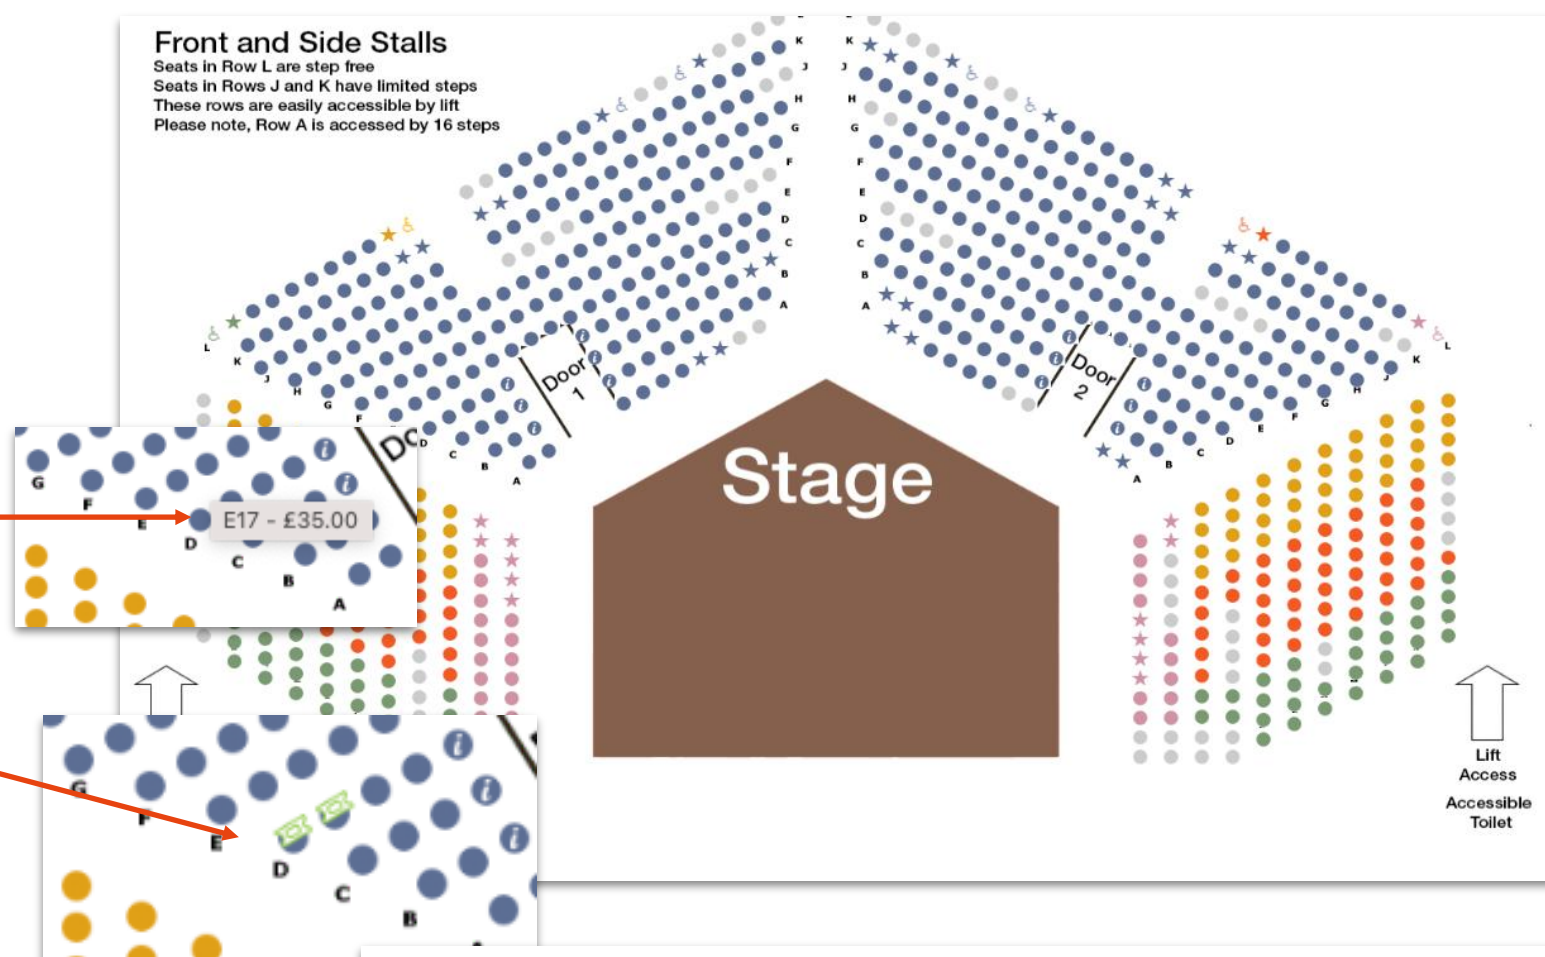 Front and Side Stalls
Seats in Row L are step free
Seats in Rows J and K have limited steps
These rows are easily accessible by lift
Please note, Row A is accessed by 16 steps
K
K
J
J
H
H
G
G
F
F
E
E
D
D
C
C
B
B
A
A
L
K
J
H
G
F
D
C
B
A
Door
1
Door
2
L
K
J
H
G
F
E
D
C
B
A
Stage
Do
G
F
E
D
C
B
A
E17 - £35.00
G
F
E
D
C
B
Lift
Access
Accessible
Toilet